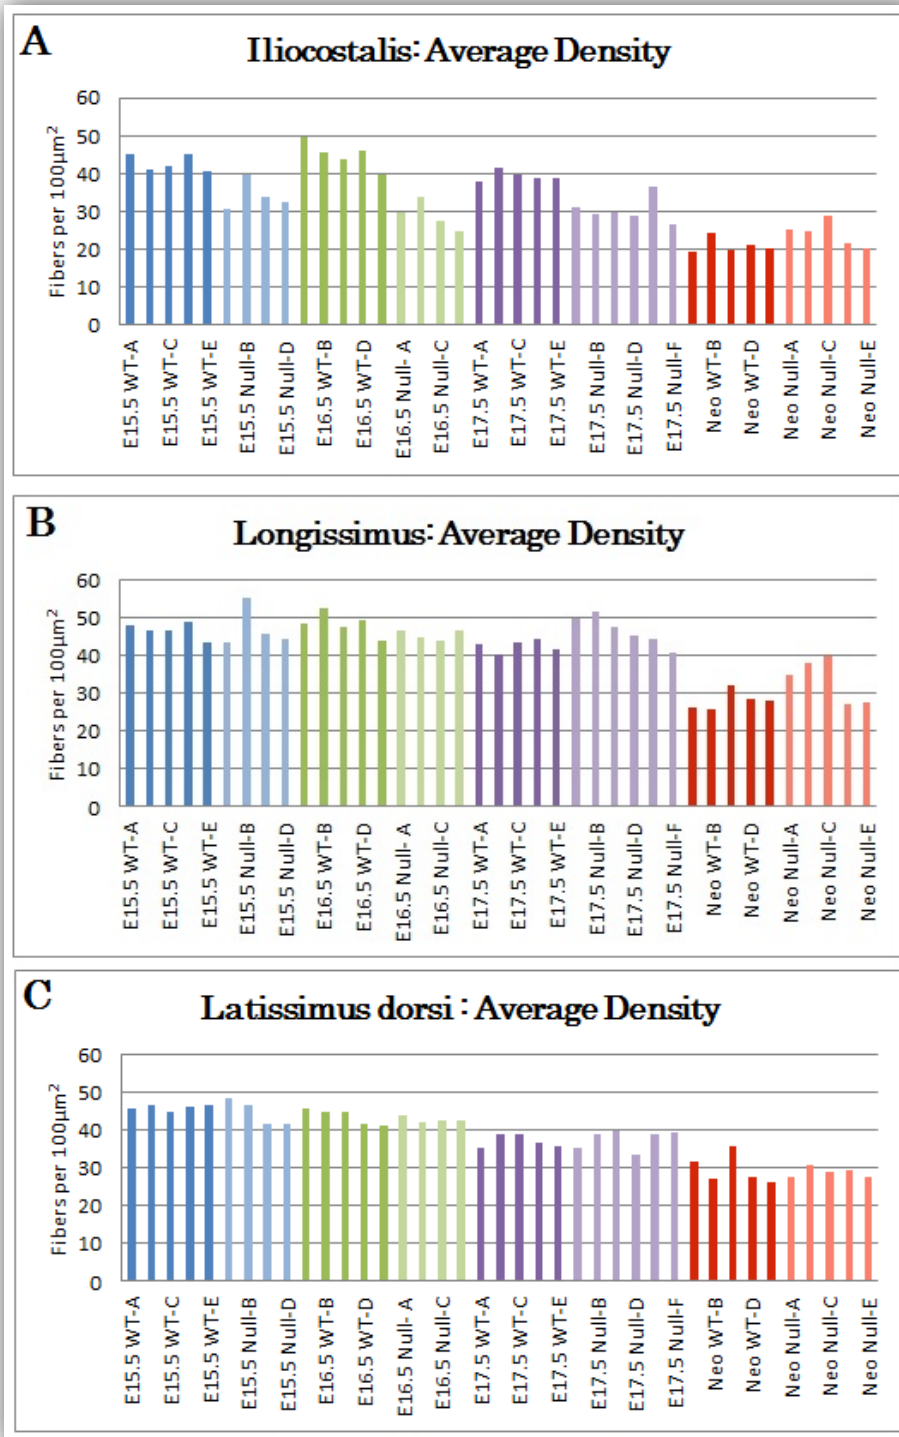 A
Iliocostalis: Average Density
Fibers per 100µm²
60
50
40
30
20
10
0
E15.5 WT-A
E15.5 WT-C
E15.5 WT-E
E15.5 Null-B
E15.5 Null-D
E16.5 WT-B
E16.5 WT-D
E16.5 Null- A
E16.5 Null-C
E17.5 WT-A
E17.5 WT-C
E17.5 WT-E
E17.5 Null-B
E17.5 Null-D
E17.5 Null-F
Neo WT-B
Neo WT-D
Neo Null-A
Neo Null-C
Neo Null-E
B
Longissimus: Average Density
Fibers per 100µm²
60
50
40
30
20
10
0
E15.5 WT-A
E15.5 WT-C
E15.5 WT-E
E15.5 Null-B
E15.5 Null-D
E16.5 WT-B
E16.5 WT-D
E16.5 Null- A
E16.5 Null-C
E17.5 WT-A
E17.5 WT-C
E17.5 WT-E
E17.5 Null-B
E17.5 Null-D
E17.5 Null-F
Neo WT-B
Neo WT-D
Neo Null-A
Neo Null-C
Neo Null-E
C
Latissimus dorsi : Average Density
Fibers per 100µm²
60
50
40
30
20
10
0
E15.5 WT-A
E15.5 WT-C
E15.5 WT-E
E15.5 Null-B
E15.5 Null-D
E16.5 WT-B
E16.5 WT-D
E16.5 Null- A
E16.5 Null-C
E17.5 WT-A
E17.5 WT-C
E17.5 WT-E
E17.5 Null-B
E17.5 Null-D
E17.5 Null-F
Neo WT-B
Neo WT-D
Neo Null-A
Neo Null-C
Neo Null-E